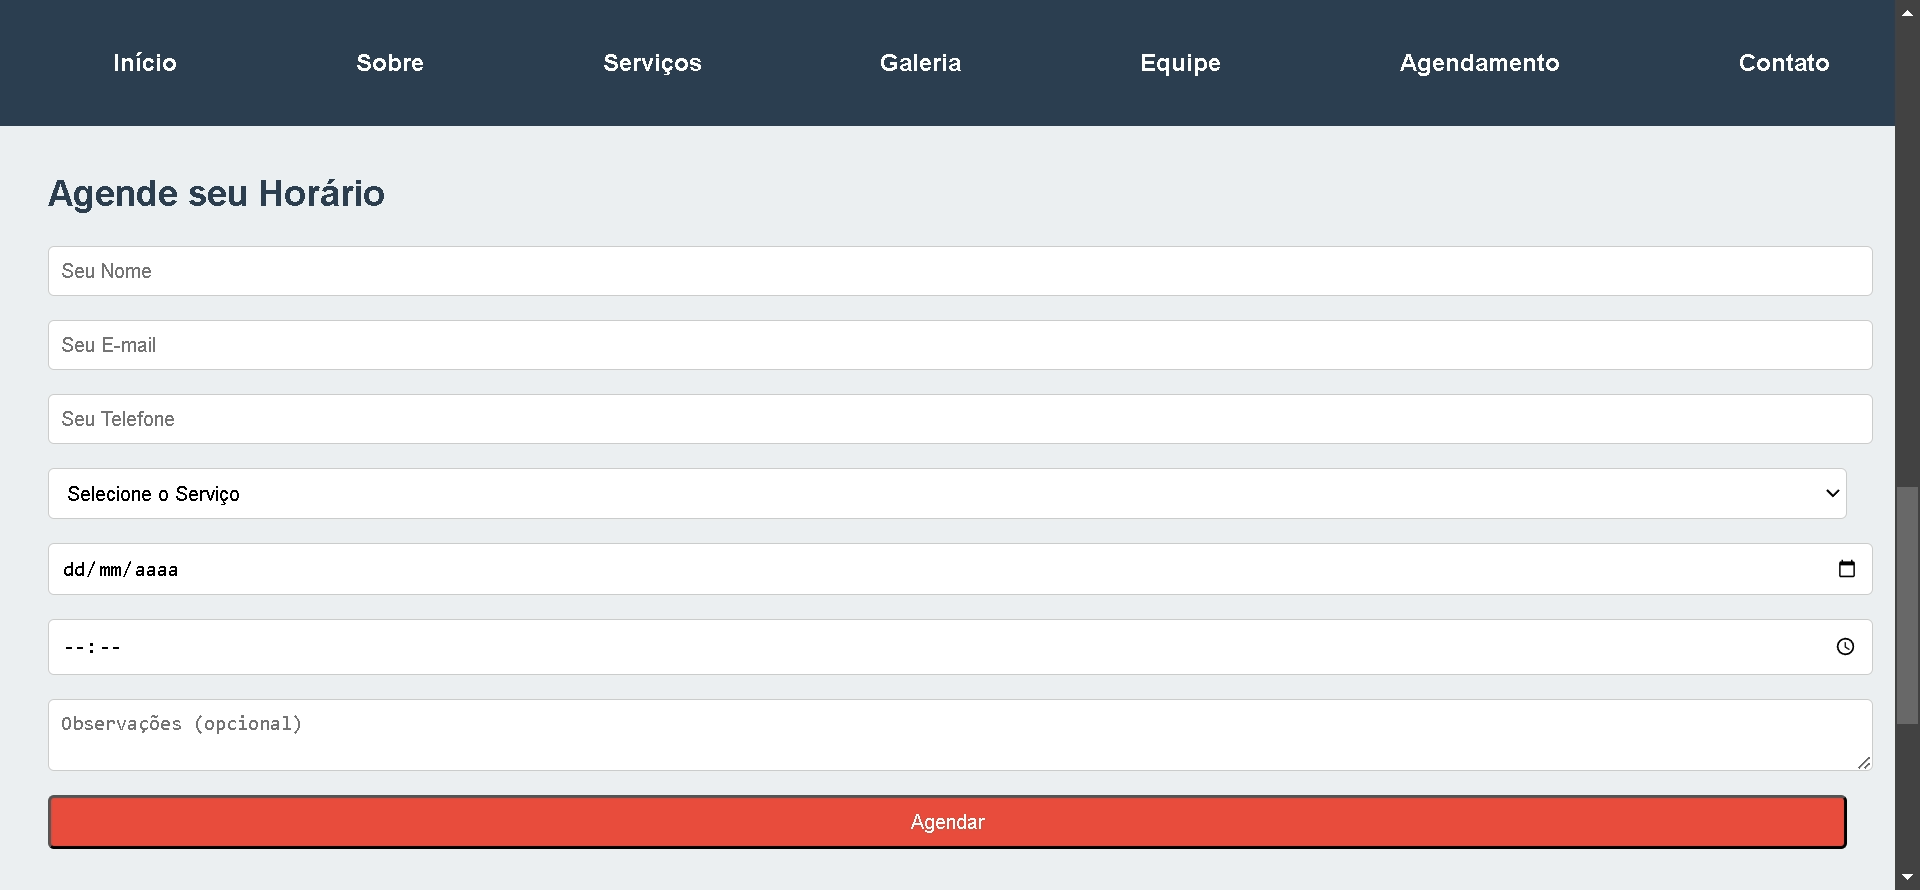 Início Sobre Serviços Galeria Equipe Agendamento Contato
Agende seu Horário
Seu Nome
Seu E-mail
Seu Telefone
Selecione o Serviço
dd/mm/aaaa
--:--
Observações (opcional)
Agendar